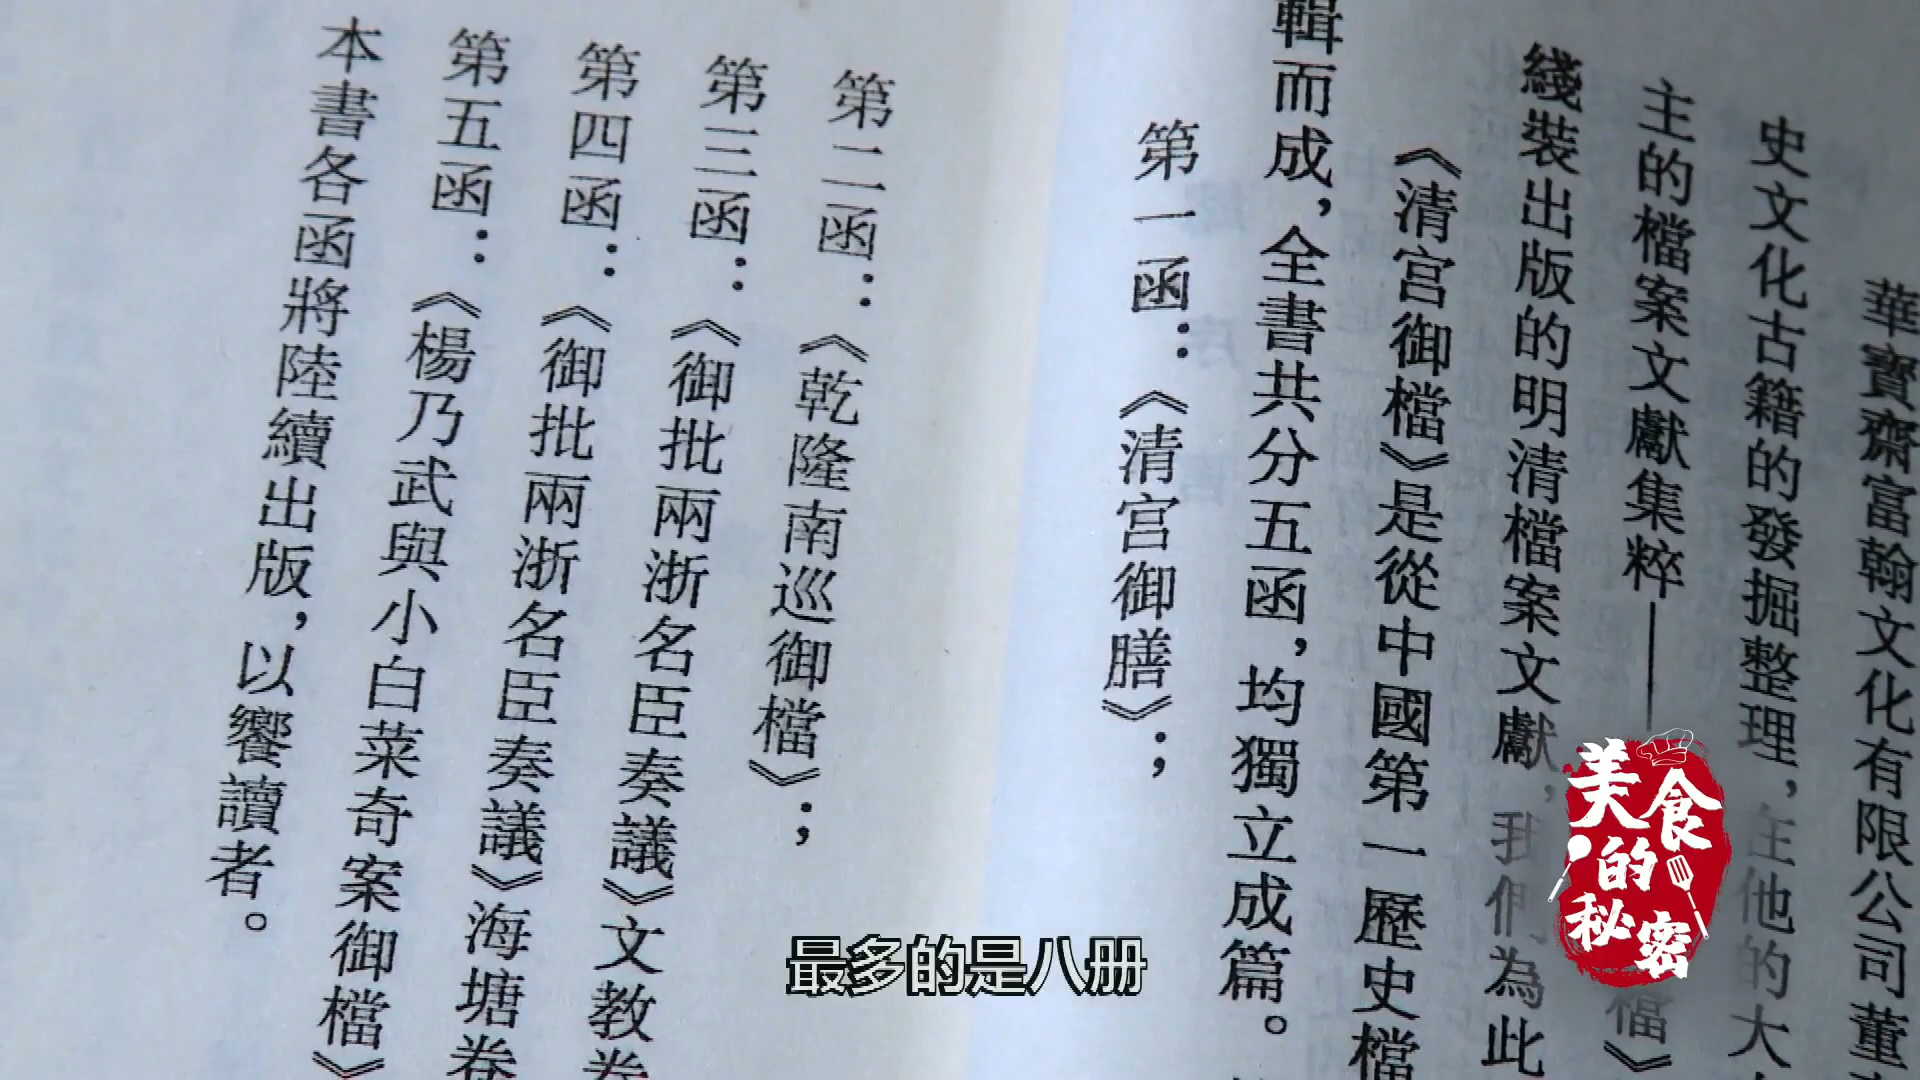 華寶齋富翰文化有限公司董
史文化古籍的發掘整理，在他的大
主的檔案文獻集粹——
檔》
綫裝出版的明清檔案文獻，我們為此
《清宫御檔》是從中國第一歷史檔
輯而成，全書共分五函，均獨立成篇。
第一函：《清宫御膳》；
第二函：《乾隆南巡御檔》；
第三函：《御批兩浙名臣奏議》文教卷
第四函：《御批兩浙名臣奏議》海塘卷
第五函：《楊乃武與小白菜奇案御檔》
本書各函將陸續出版，以饗讀者。
美食的秘密
最多的是八册